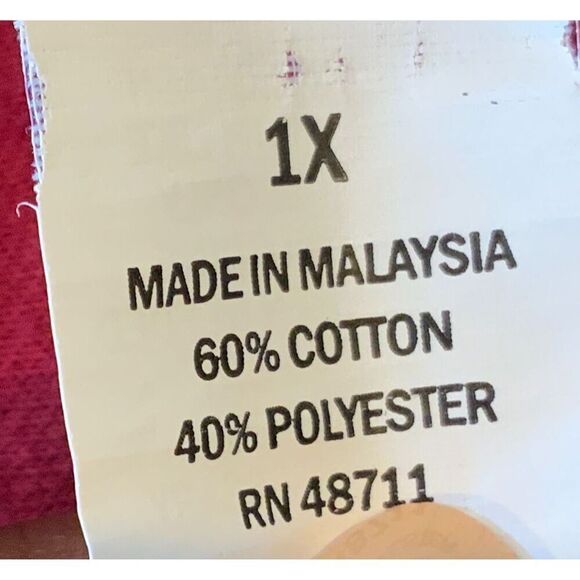 1X
MADE IN MALAYSIA
60% COTTON
40% POLYESTER
RN 48711